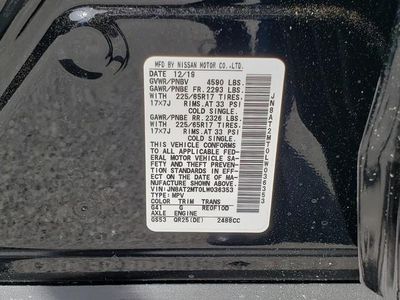 MFD BY NISSAN MOTOR CO.,LTD.
DATE 12/19
GVWR/PNBV 4590 LBS.
GAWR/PNBE FR. 2293 LBS.
WITH 225/65R17 TIRES,
17X7J RIMS, AT 33 PSI
COLD SINGLE.
GAWR/PNBE RR. 2326 LBS.
WITH 225/65R17 TIRES,
17X7J RIMS, AT 33 PSI
COLD SINGLE.
THIS VEHICLE CONFORMS
TO ALL APPLICABLE FED-
ERAL MOTOR VEHICLE SA-
FETY AND THEFT PREVEN-
TION STANDARDS IN EFFECT
ON THE DATE OF MA-
NUFACTURE SHOWN ABOVE.
VIN JN8AT2MT0LW036353
TYPE: MPV
COLOR TRIM TRANS
G41 G RE0F10D
AXLE ENGINE
GS53 QR25(DE) 2488CC
JN8AT2MT0LW036353